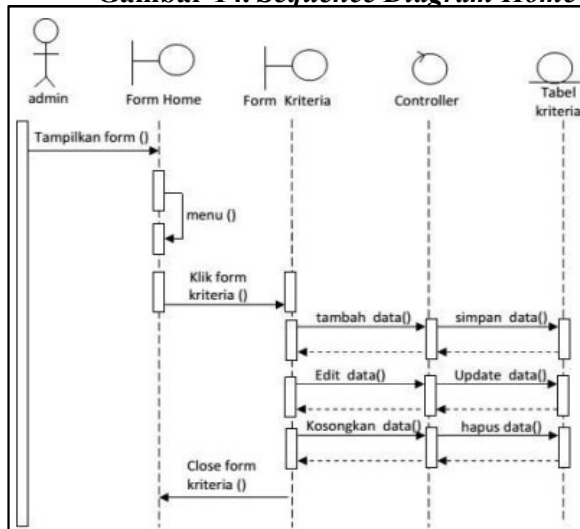 Gambar 14. Sequence Diagram Home
admin
Form Home
Form Kriteria
Controller
Tabel
kriteria
Tampilkan form ()
menu ()
Klik form
kriteria ()
tambah data()
simpan data()
Edit data()
Update data()
Kosongkan data()
hapus data()
Close form
kriteria ()